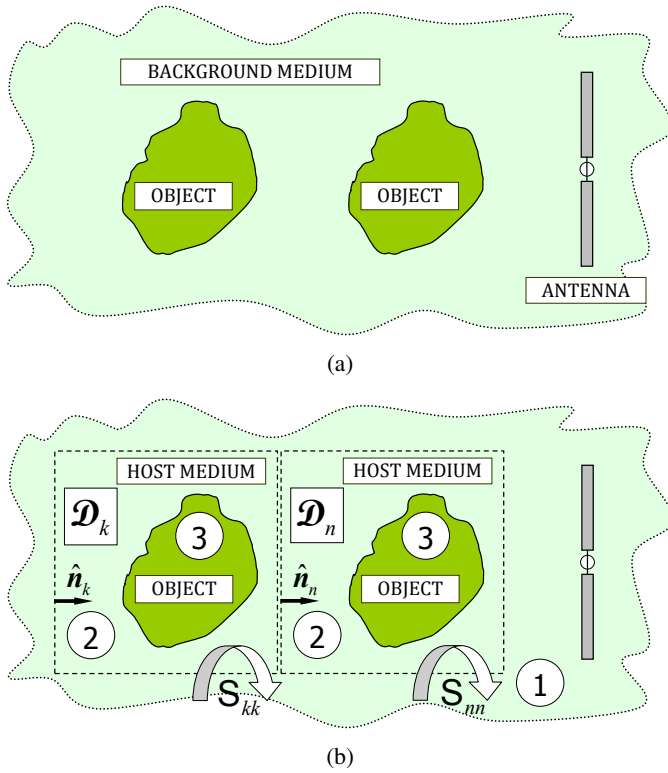 BACKGROUND MEDIUM
OBJECT
OBJECT
ANTENNA
(a)
HOST MEDIUM
HOST MEDIUM
𝓓k
3
𝓓n
3
n̂k
OBJECT
n̂n
OBJECT
2
2
1
Skk
Snn
(b)